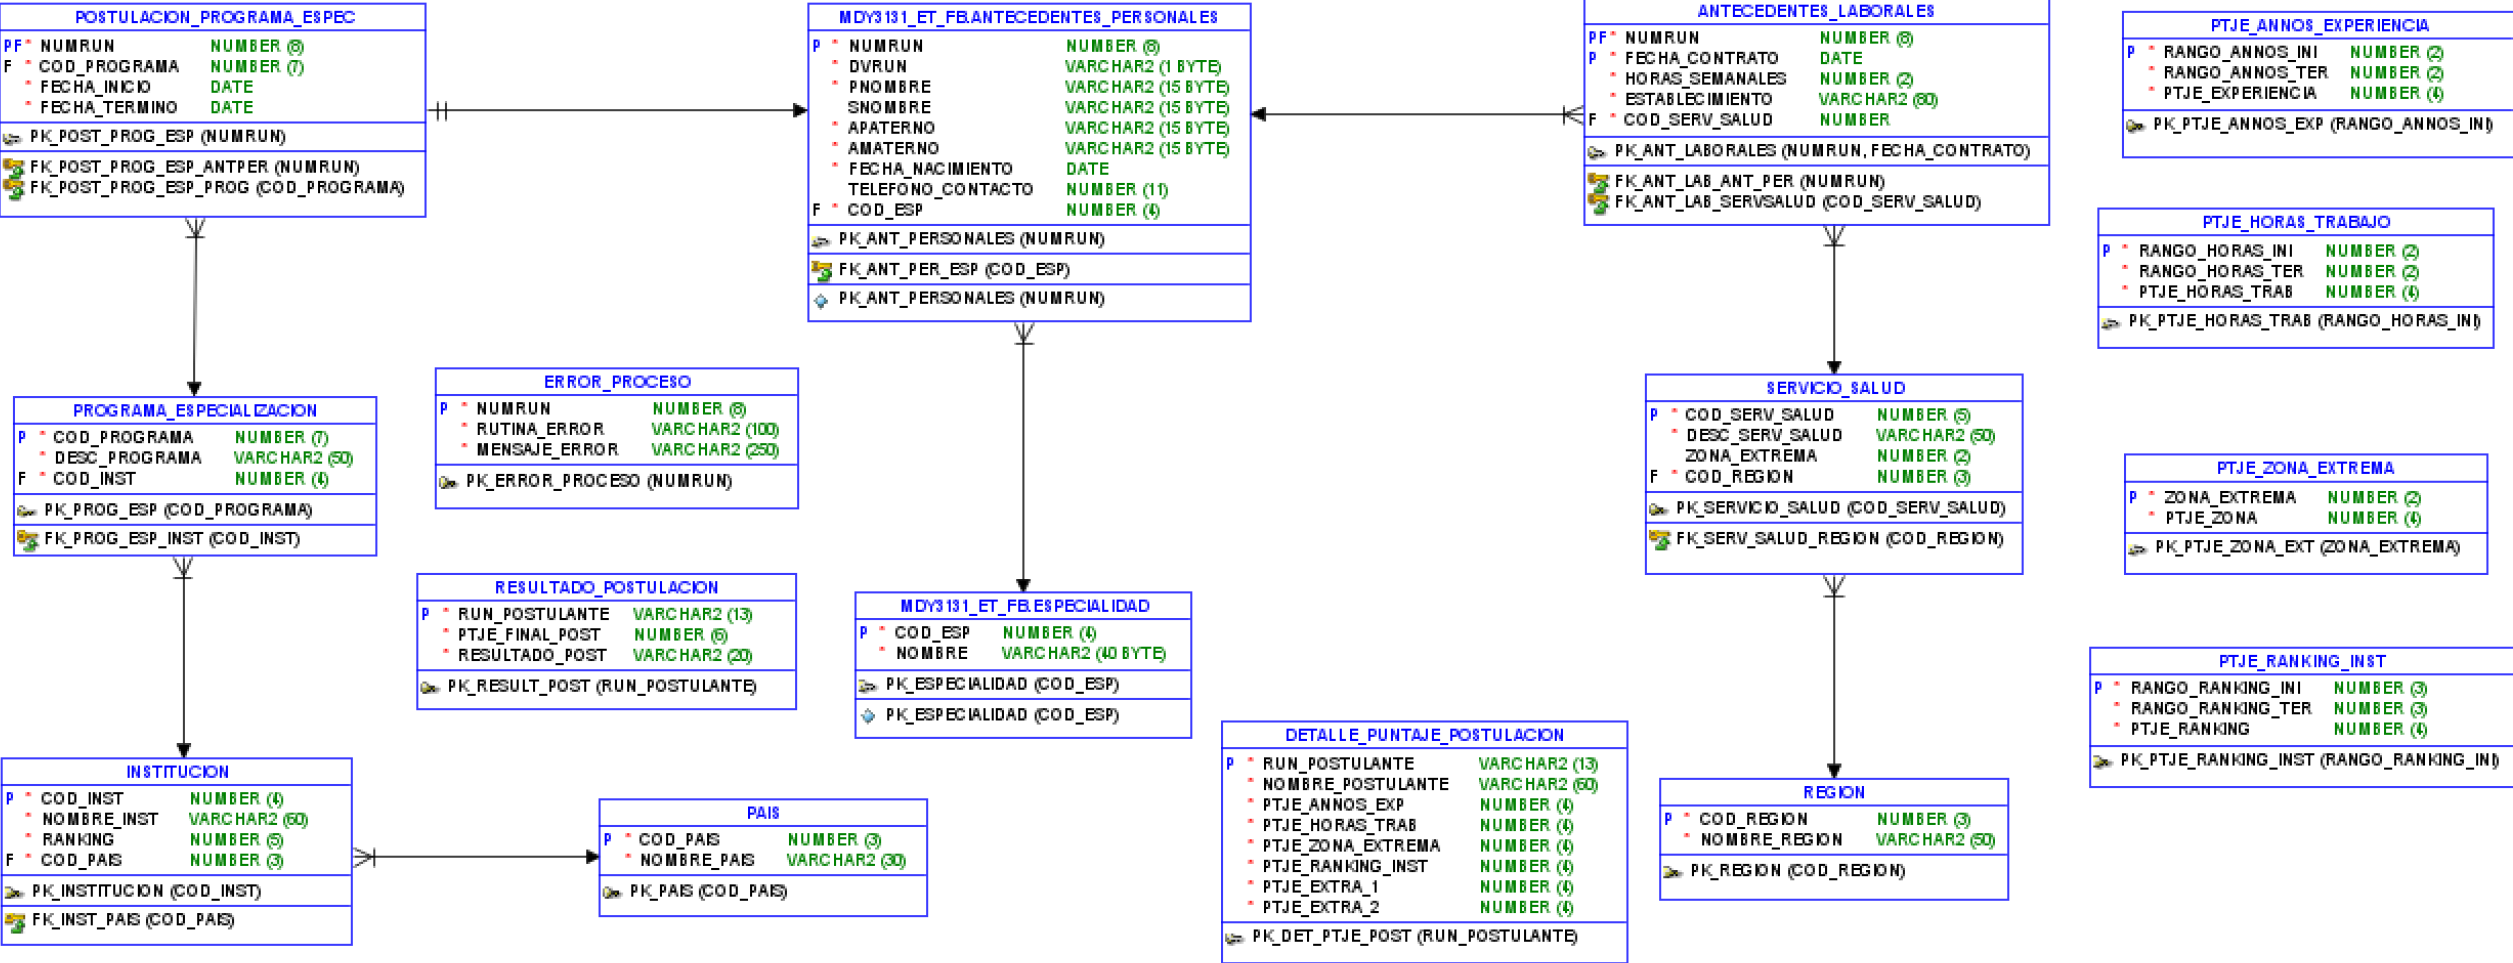 POSTULACION_PROGRAMA_ESPEC
PF * NUMRUN NUMBER (8)
F * COD_PROGRAMA NUMBER (7)
* FECHA_INICIO DATE
* FECHA_TERMINO DATE
PK_POST_PROG_ESP (NUMRUN)
FK_POST_PROG_ESP_ANTPER (NUMRUN)
FK_POST_PROG_ESP_PROG (COD_PROGRAMA)
MDY3131_ET_FB.ANTECEDENTES_PERSONALES
P * NUMRUN NUMBER (8)
* DVRUN VARCHAR2 (1 BYTE)
* PNOMBRE VARCHAR2 (15 BYTE)
SNOMBRE VARCHAR2 (15 BYTE)
* APATERNO VARCHAR2 (15 BYTE)
* AMATERNO VARCHAR2 (15 BYTE)
* FECHA_NACIMIENTO DATE
TELEFONO_CONTACTO NUMBER (11)
F * COD_ESP NUMBER (4)
PK_ANT_PERSONALES (NUMRUN)
FK_ANT_PER_ESP (COD_ESP)
PK_ANT_PERSONALES (NUMRUN)
ANTECEDENTES_LABORALES
PF * NUMRUN NUMBER (8)
P * FECHA_CONTRATO DATE
* HORAS_SEMANALES NUMBER (2)
* ESTABLECIMIENTO VARCHAR2 (80)
F * COD_SERV_SALUD NUMBER
PK_ANT_LABORALES (NUMRUN, FECHA_CONTRATO)
FK_ANT_LAB_ANT_PER (NUMRUN)
FK_ANT_LAB_SERVSALUD (COD_SERV_SALUD)
PTJE_ANNOS_EXPERIENCIA
P * RANGO_ANNOS_INI NUMBER (2)
* RANGO_ANNOS_TER NUMBER (2)
* PTJE_EXPERIENCIA NUMBER (4)
PK_PTJE_ANNOS_EXP (RANGO_ANNOS_INI)
PTJE_HORAS_TRABAJO
P * RANGO_HORAS_INI NUMBER (2)
* RANGO_HORAS_TER NUMBER (2)
* PTJE_HORAS_TRAB NUMBER (4)
PK_PTJE_HORAS_TRAB (RANGO_HORAS_INI)
PROGRAMA_ESPECIALIZACION
P * COD_PROGRAMA NUMBER (7)
* DESC_PROGRAMA VARCHAR2 (50)
F * COD_INST NUMBER (4)
PK_PROG_ESP (COD_PROGRAMA)
FK_PROG_ESP_INST (COD_INST)
ERROR_PROCESO
P * NUMRUN NUMBER (8)
* RUTINA_ERROR VARCHAR2 (100)
* MENSAJE_ERROR VARCHAR2 (250)
PK_ERROR_PROCESO (NUMRUN)
SERVICIO_SALUD
P * COD_SERV_SALUD NUMBER (5)
* DESC_SERV_SALUD VARCHAR2 (50)
ZONA_EXTREMA NUMBER (2)
F * COD_REGION NUMBER (3)
PK_SERVICIO_SALUD (COD_SERV_SALUD)
FK_SERV_SALUD_REGION (COD_REGION)
PTJE_ZONA_EXTREMA
P * ZONA_EXTREMA NUMBER (2)
* PTJE_ZONA NUMBER (4)
PK_PTJE_ZONA_EXT (ZONA_EXTREMA)
RESULTADO_POSTULACION
P * RUN_POSTULANTE VARCHAR2 (13)
* PTJE_FINAL_POST NUMBER (6)
* RESULTADO_POST VARCHAR2 (20)
PK_RESULT_POST (RUN_POSTULANTE)
MDY3131_ET_FB.ESPECIALIDAD
P * COD_ESP NUMBER (4)
* NOMBRE VARCHAR2 (40 BYTE)
PK_ESPECIALIDAD (COD_ESP)
PK_ESPECIALIDAD (COD_ESP)
PTJE_RANKING_INST
P * RANGO_RANKING_INI NUMBER (3)
* RANGO_RANKING_TER NUMBER (3)
* PTJE_RANKING NUMBER (4)
PK_PTJE_RANKING_INST (RANGO_RANKING_INI)
INSTITUCION
P * COD_INST NUMBER (4)
* NOMBRE_INST VARCHAR2 (60)
* RANKING NUMBER (5)
F * COD_PAIS NUMBER (3)
PK_INSTITUCION (COD_INST)
FK_INST_PAIS (COD_PAIS)
PAIS
P * COD_PAIS NUMBER (3)
* NOMBRE_PAIS VARCHAR2 (30)
PK_PAIS (COD_PAIS)
DETALLE_PUNTAJE_POSTULACION
P * RUN_POSTULANTE VARCHAR2 (13)
* NOMBRE_POSTULANTE VARCHAR2 (60)
* PTJE_ANNOS_EXP NUMBER (4)
* PTJE_HORAS_TRAB NUMBER (4)
* PTJE_ZONA_EXTREMA NUMBER (4)
* PTJE_RANKING_INST NUMBER (4)
* PTJE_EXTRA_1 NUMBER (4)
* PTJE_EXTRA_2 NUMBER (4)
PK_DET_PTJE_POST (RUN_POSTULANTE)
REGION
P * COD_REGION NUMBER (3)
* NOMBRE_REGION VARCHAR2 (50)
PK_REGION (COD_REGION)